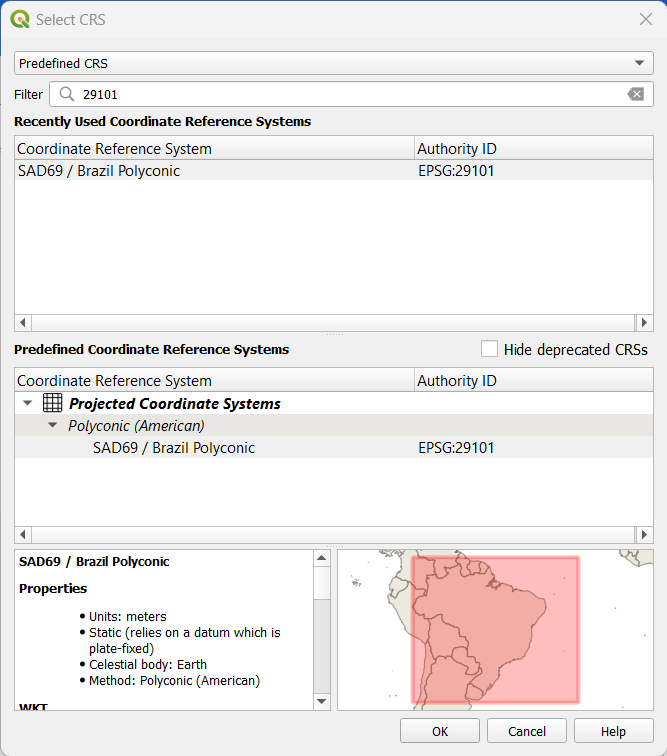 Select CRS
Predefined CRS
Filter 29101
Recently Used Coordinate Reference Systems
Coordinate Reference System Authority ID
SAD69 / Brazil Polyconic EPSG:29101
Predefined Coordinate Reference Systems Hide deprecated CRSs
Coordinate Reference System Authority ID
Projected Coordinate Systems
Polyconic (American)
SAD69 / Brazil Polyconic EPSG:29101
SAD69 / Brazil Polyconic
Properties
• Units: meters
• Static (relies on a datum which is
plate-fixed)
• Celestial body: Earth
• Method: Polyconic (American)
WKT
OK Cancel Help